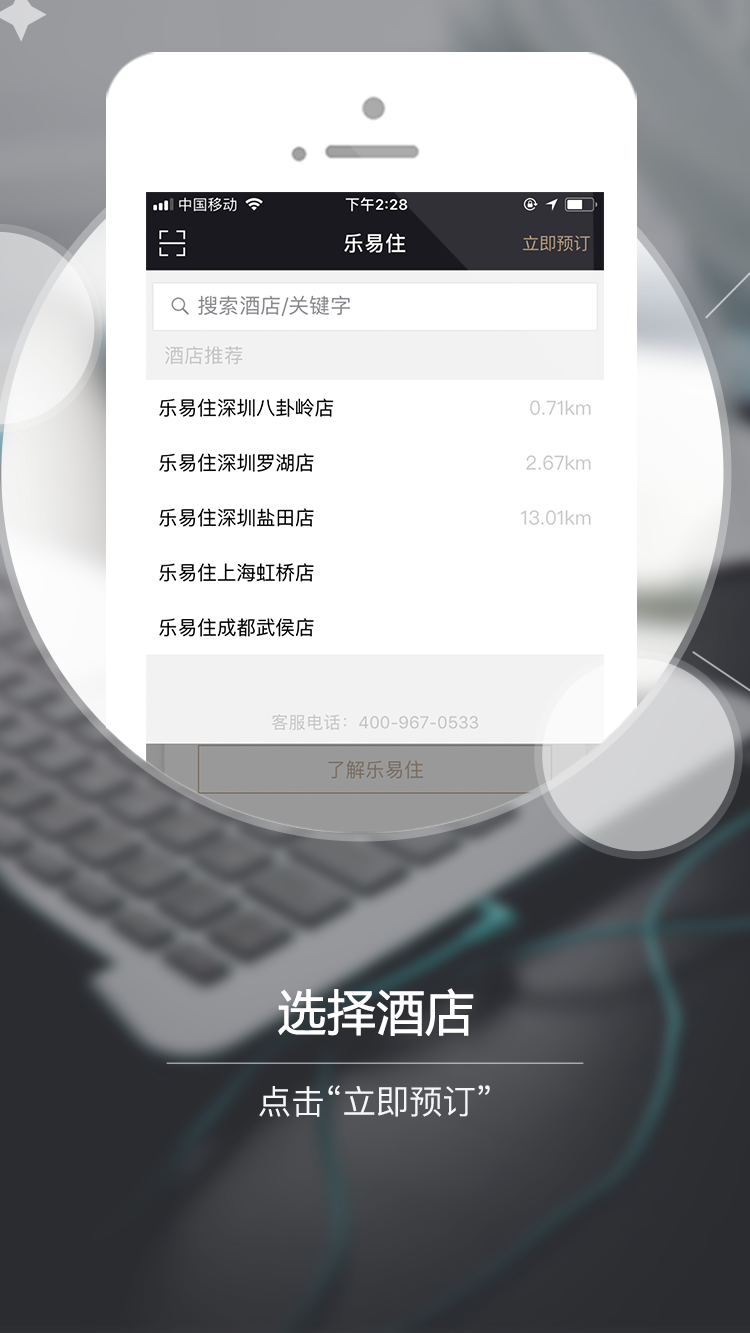 中国移动 下午2:28
乐易住 立即预订
搜索酒店/关键字
酒店推荐
乐易住深圳八卦岭店 0.71km
乐易住深圳罗湖店 2.67km
乐易住深圳盐田店 13.01km
乐易住上海虹桥店
乐易住成都武侯店
客服电话：400-967-0533
了解乐易住
选择酒店
点击“立即预订”